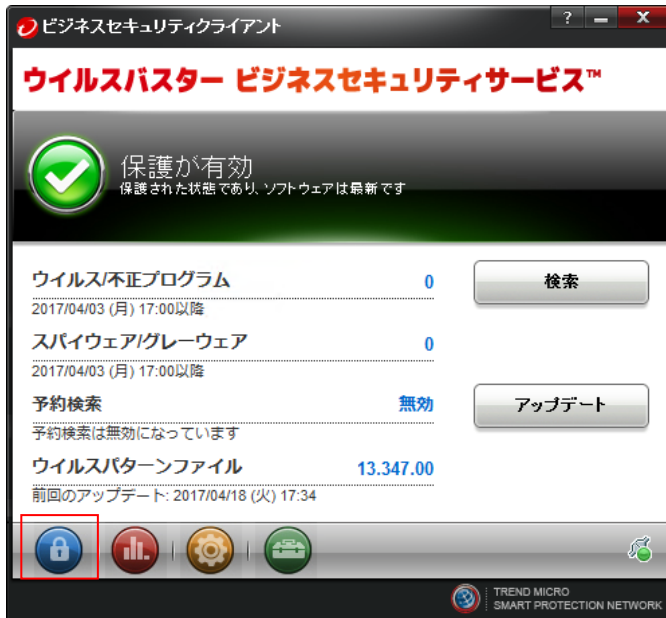 ビジネスセキュリティクライアント
?
ウイルスバスター ビジネスセキュリティサービス™
保護が有効
保護された状態であり、ソフトウェアは最新です
ウイルス/不正プログラム 0
2017/04/03 (月) 17:00以降
検索
スパイウェア/グレーウェア 0
2017/04/03 (月) 17:00以降
予約検索 無効
予約検索は無効になっています
アップデート
ウイルスパターンファイル 13.347.00
前回のアップデート: 2017/04/18 (火) 17:34
TREND MICRO
SMART PROTECTION NETWORK